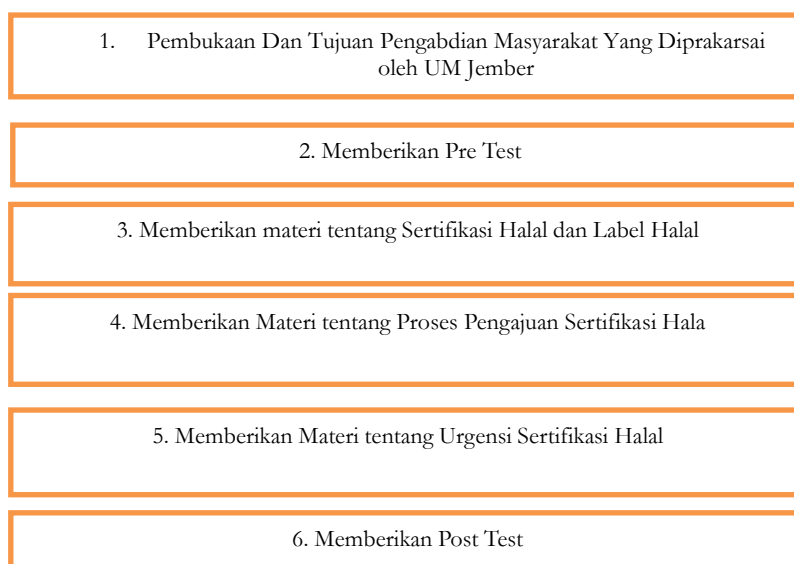 1. Pembukaan Dan Tujuan Pengabdian Masyarakat Yang Diprakarsai
oleh UM Jember
2. Memberikan Pre Test
3. Memberikan materi tentang Sertifikasi Halal dan Label Halal
4. Memberikan Materi tentang Proses Pengajuan Sertifikasi Hala
5. Memberikan Materi tentang Urgensi Sertifikasi Halal
6. Memberikan Post Test